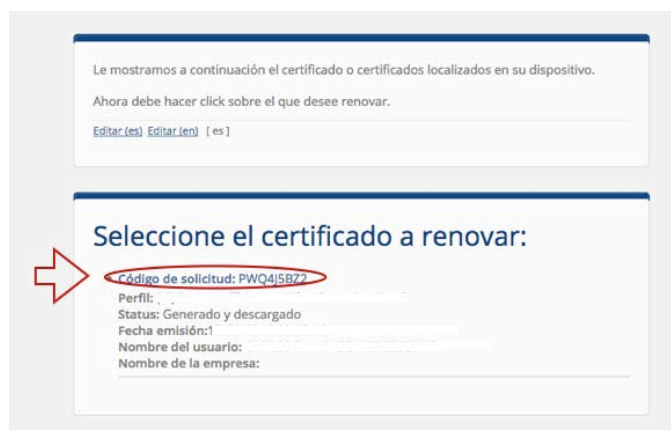 Le mostramos a continuación el certificado o certificados localizados en su dispositivo.
Ahora debe hacer click sobre el que desee renovar.
Editar (es) Editar (en) [ es ]
Seleccione el certificado a renovar:
Código de solicitud: PWQ4J5BZ2
Perfil:
Status: Generado y descargado
Fecha emisión:1
Nombre del usuario:
Nombre de la empresa: